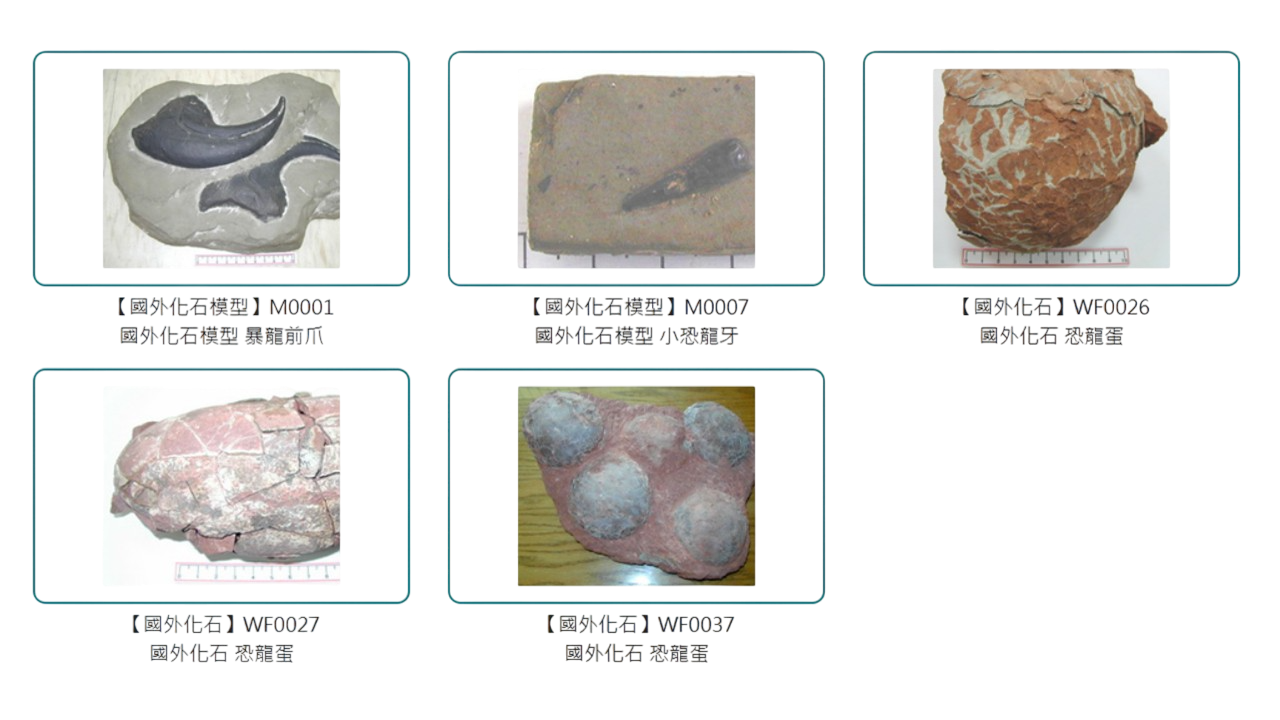 【國外化石模型】M0001
國外化石模型 暴龍前爪
【國外化石模型】M0007
國外化石模型 小恐龍牙
【國外化石】WF0026
國外化石 恐龍蛋
【國外化石】WF0027
國外化石 恐龍蛋
【國外化石】WF0037
國外化石 恐龍蛋